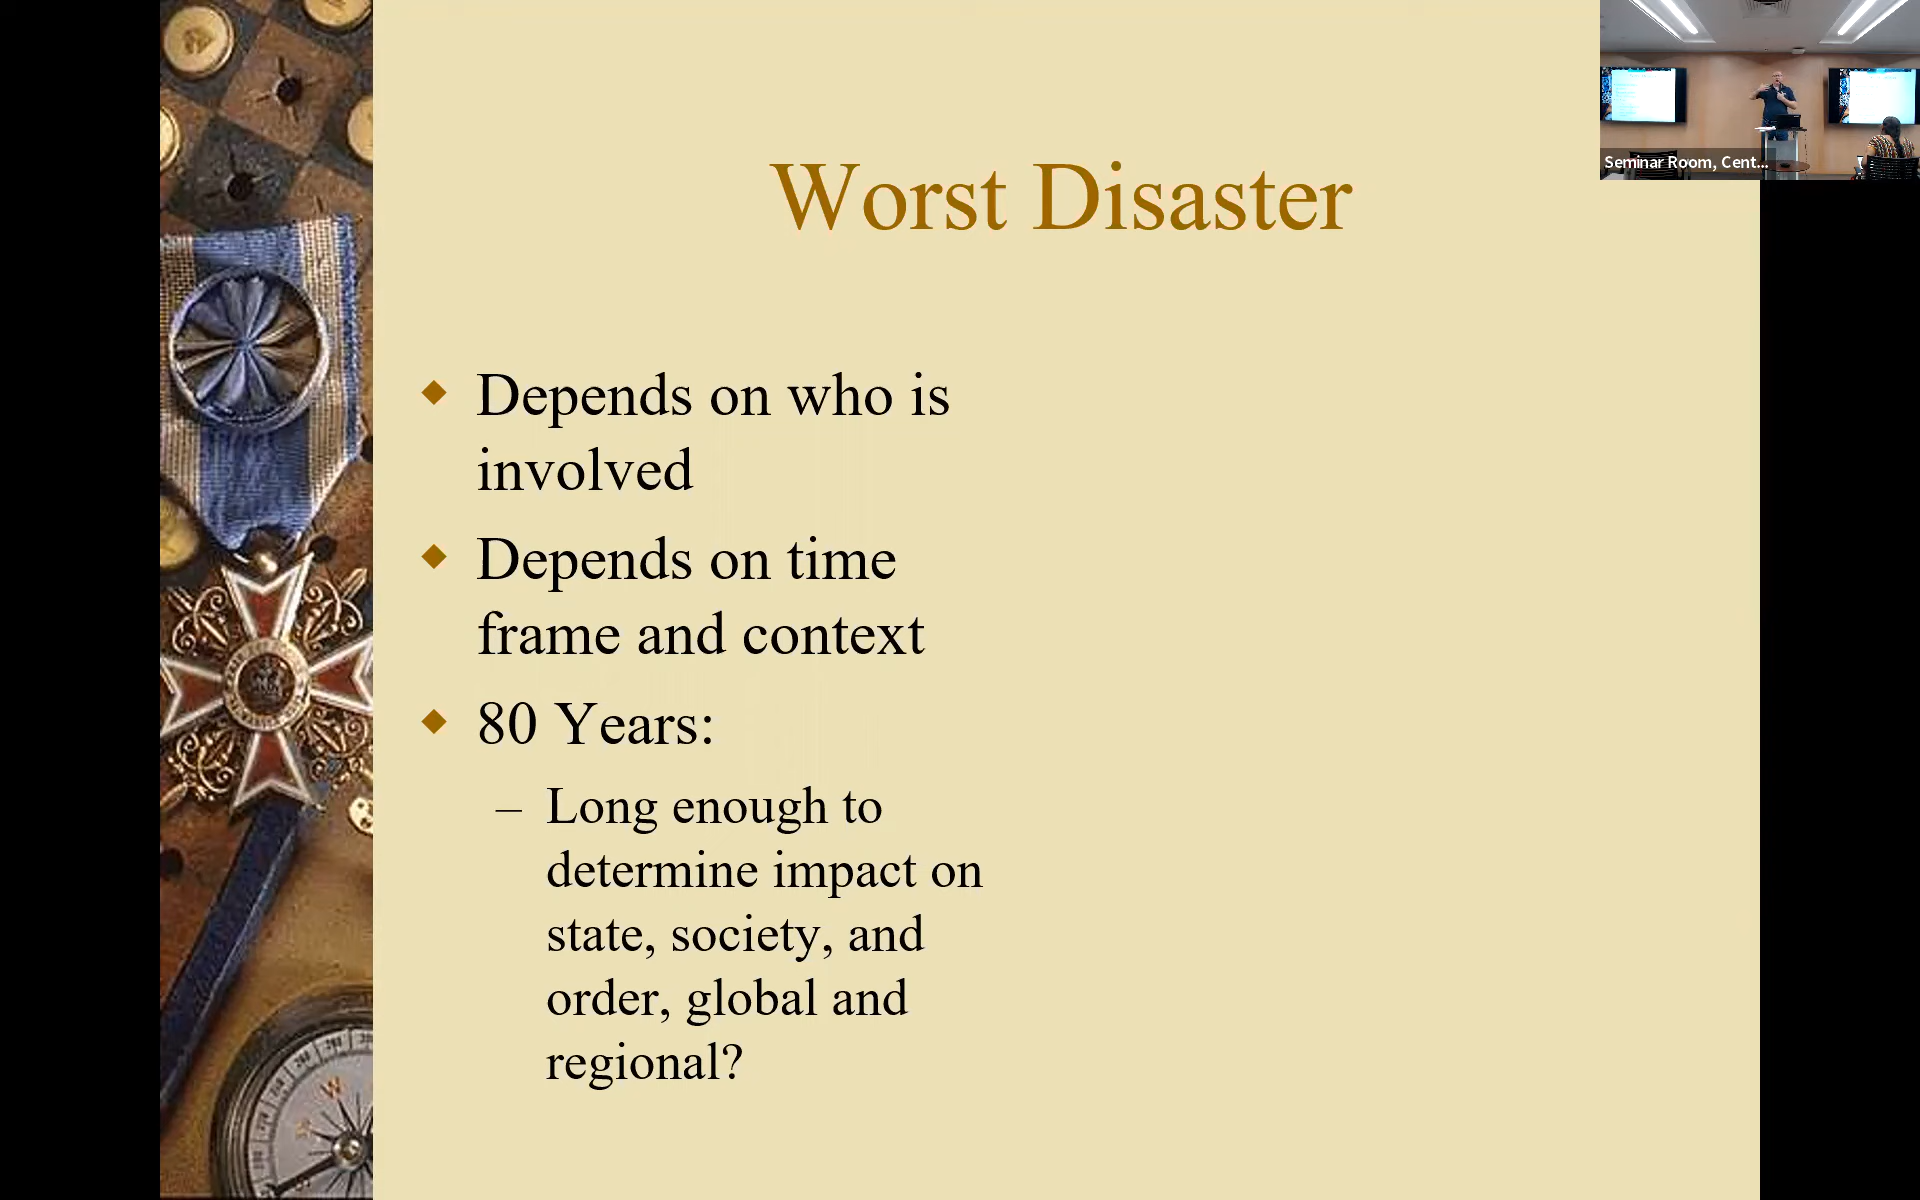 Worst Disaster
Seminar Room, Cent...
Depends on who is
involved
Depends on time
frame and context
80 Years:
– Long enough to
determine impact on
state, society, and
order, global and
regional?